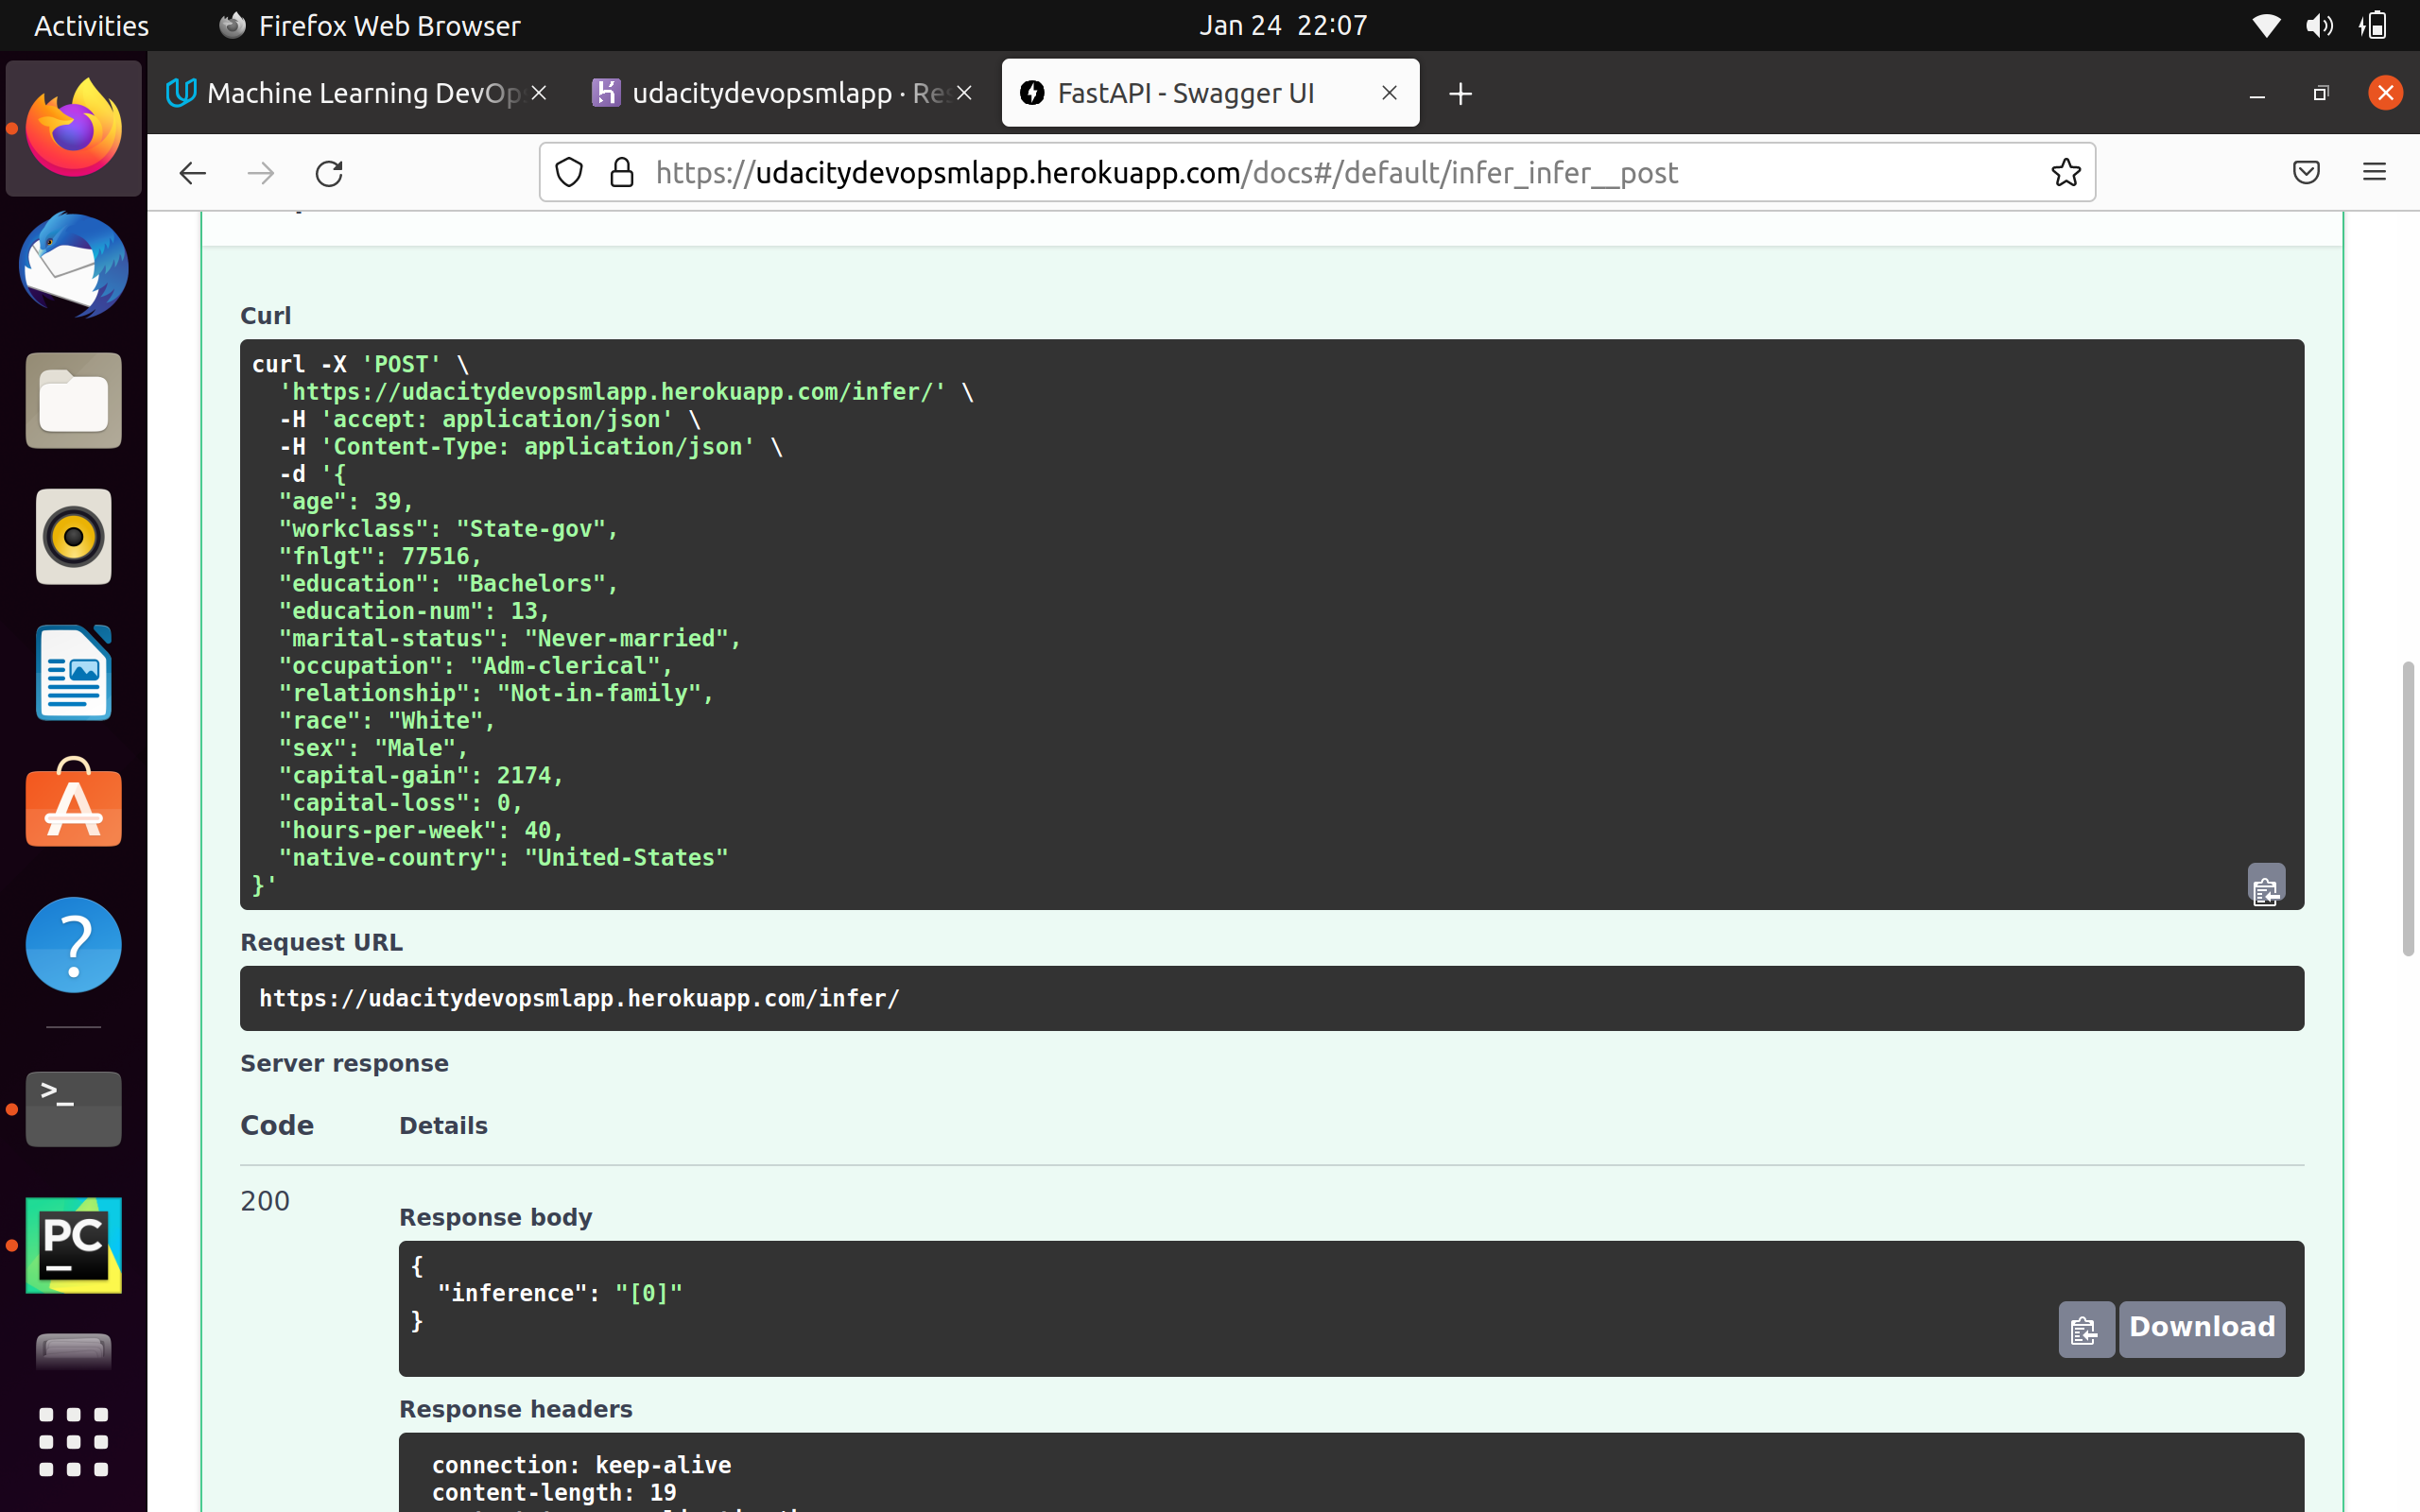 Activities
Firefox Web Browser
Jan 24 22:07
Machine Learning DevOp
udacitydevopsmlapp · Res
FastAPI - Swagger UI
https://udacitydevopsmlapp.herokuapp.com/docs#/default/infer_infer__post
Curl
curl -X 'POST' \
'https://udacitydevopsmlapp.herokuapp.com/infer/' \
-H 'accept: application/json' \
-H 'Content-Type: application/json' \
-d '{
"age": 39,
"workclass": "State-gov",
"fnlgt": 77516,
"education": "Bachelors",
"education-num": 13,
"marital-status": "Never-married",
"occupation": "Adm-clerical",
"relationship": "Not-in-family",
"race": "White",
"sex": "Male",
"capital-gain": 2174,
"capital-loss": 0,
"hours-per-week": 40,
"native-country": "United-States"
}'
Request URL
https://udacitydevopsmlapp.herokuapp.com/infer/
Server response
Code
Details
200
Response body
{
"inference": "[0]"
}
Download
Response headers
connection: keep-alive
content-length: 19
PC